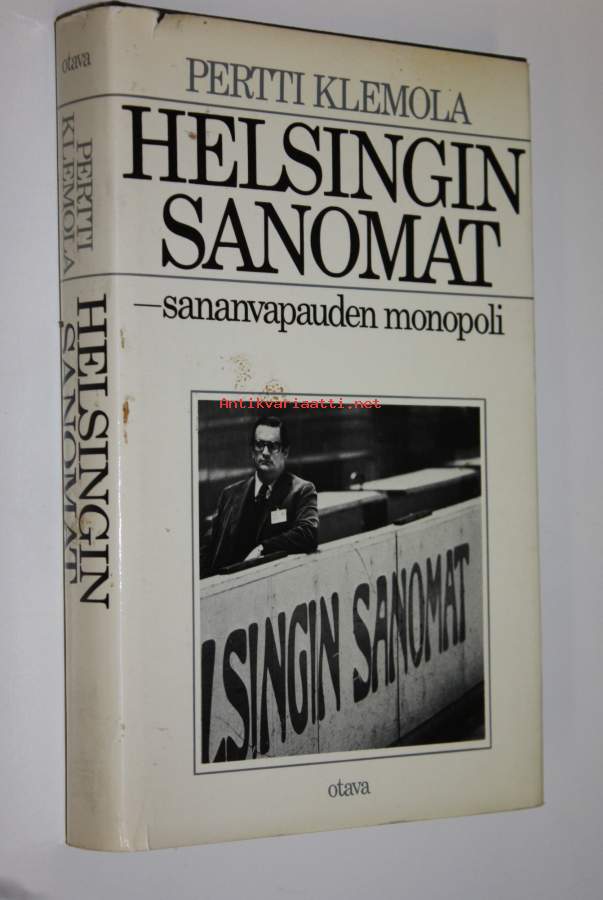 PERTTI KLEMOLA
HELSINGIN
SANOMAT
—sananvapauden monopoli
Antikvariaatti.net
LSINGIN SANOMAT
otava
otava
PERTTI
KLEMOLA
HELSINGIN
SANOMAT